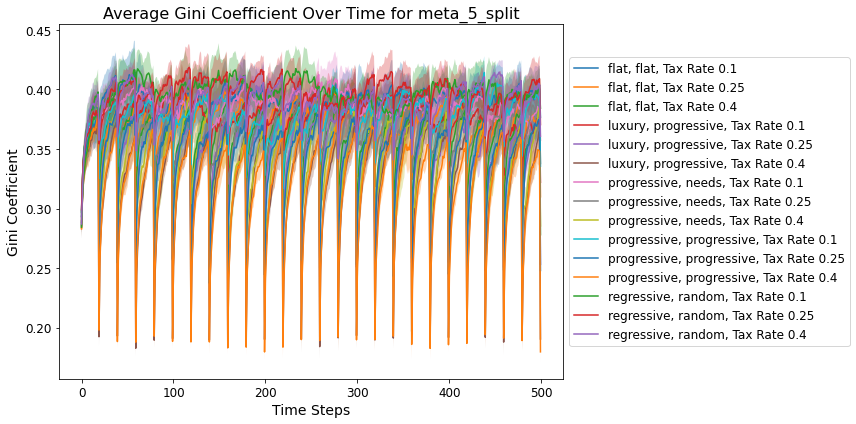 Average Gini Coefficient Over Time for meta_5_split
0.45
0.40
0.35
0.30
0.25
0.20
Gini Coefficient
0
100
200
300
400
500
Time Steps
flat, flat, Tax Rate 0.1
flat, flat, Tax Rate 0.25
flat, flat, Tax Rate 0.4
luxury, progressive, Tax Rate 0.1
luxury, progressive, Tax Rate 0.25
luxury, progressive, Tax Rate 0.4
progressive, needs, Tax Rate 0.1
progressive, needs, Tax Rate 0.25
progressive, needs, Tax Rate 0.4
progressive, progressive, Tax Rate 0.1
progressive, progressive, Tax Rate 0.25
progressive, progressive, Tax Rate 0.4
regressive, random, Tax Rate 0.1
regressive, random, Tax Rate 0.25
regressive, random, Tax Rate 0.4